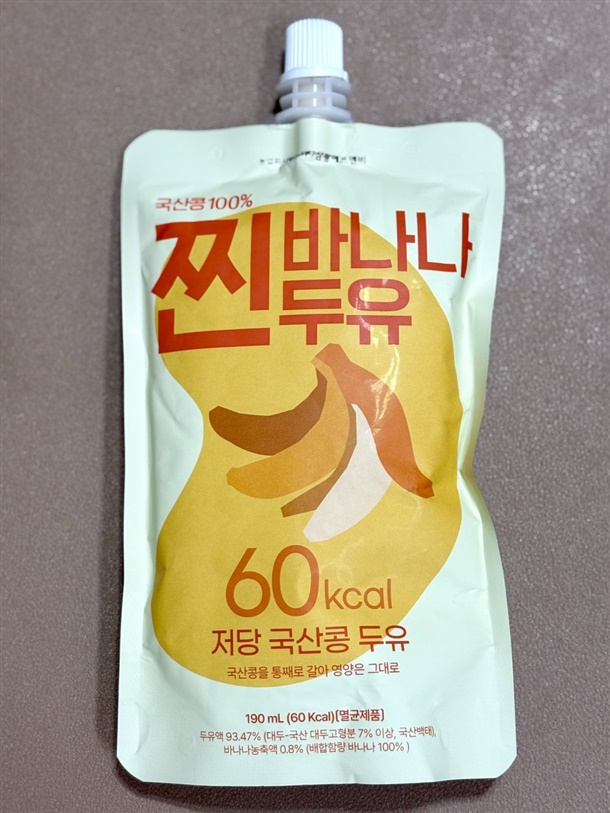 국산콩 100%
찐 바나나
두유
60 kcal
저당 국산콩 두유
국산콩을 통째로 갈아 영양은 그대로
190 mL (60 Kcal)[멸균제품]
두유액 93.47% (대두-국산 대두고형분 7% 이상, 국산백태),
바나나농축액 0.8% (배합함량 바나나 100% )